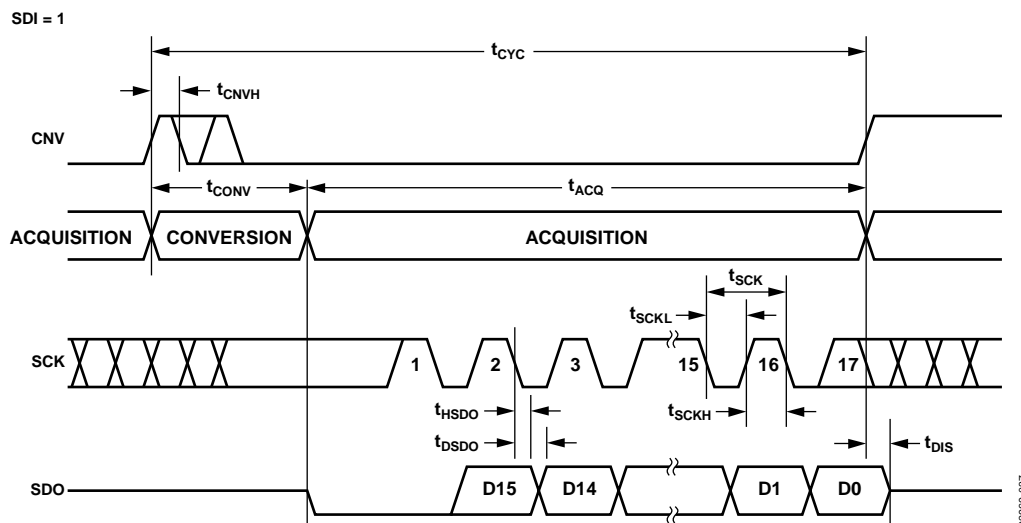 SDI = 1
tCYC
tCNVH
CNV
tCONV
tACQ
ACQUISITION
CONVERSION
ACQUISITION
tSCK
tSCKL
SCK
1
2
3
15
16
17
tHSDO
tSCKH
tDSDO
tDIS
SDO
D15
D14
D1
D0